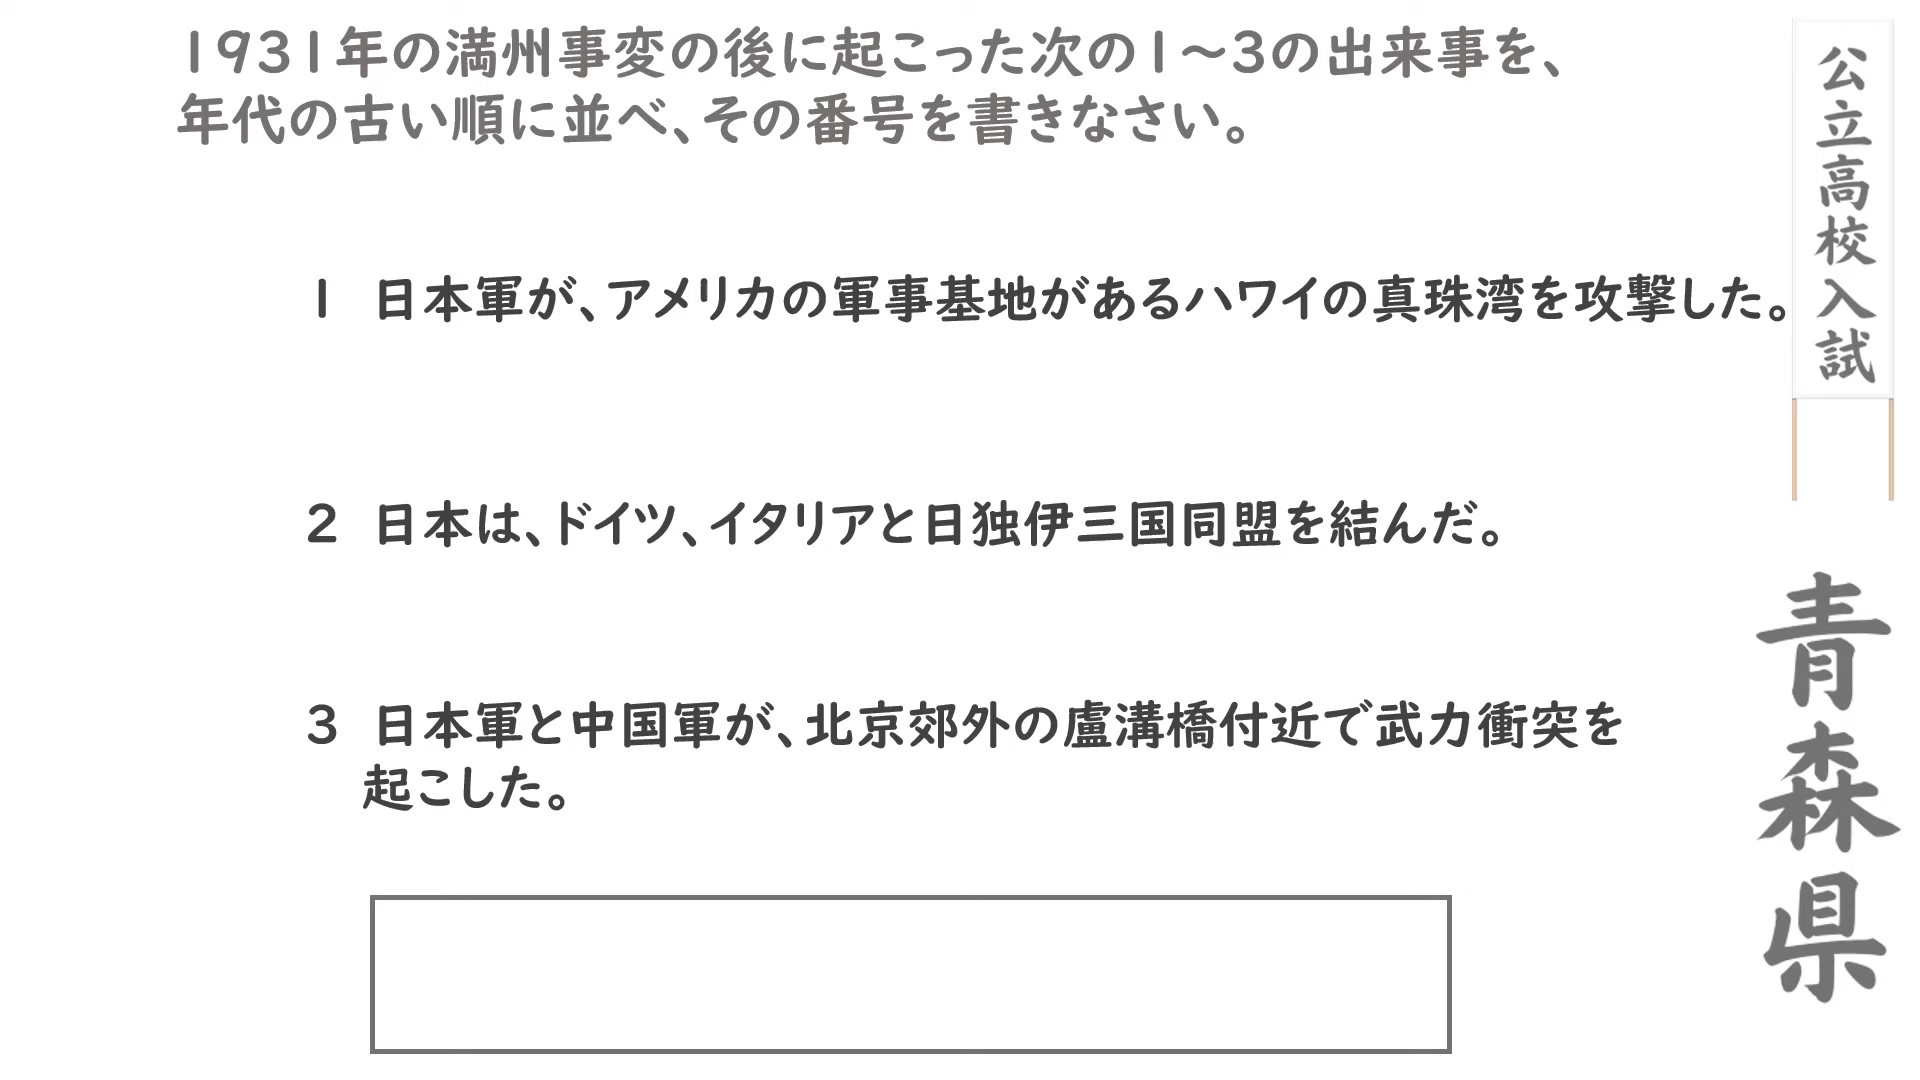 1931年の満州事変の後に起こった次の1～3の出来事を、
年代の古い順に並べ、その番号を書きなさい。
1 日本軍が、アメリカの軍事基地があるハワイの真珠湾を攻撃した。
2 日本は、ドイツ、イタリアと日独伊三国同盟を結んだ。
3 日本軍と中国軍が、北京郊外の盧溝橋付近で武力衝突を
起こした。
公立高校入試
青森県